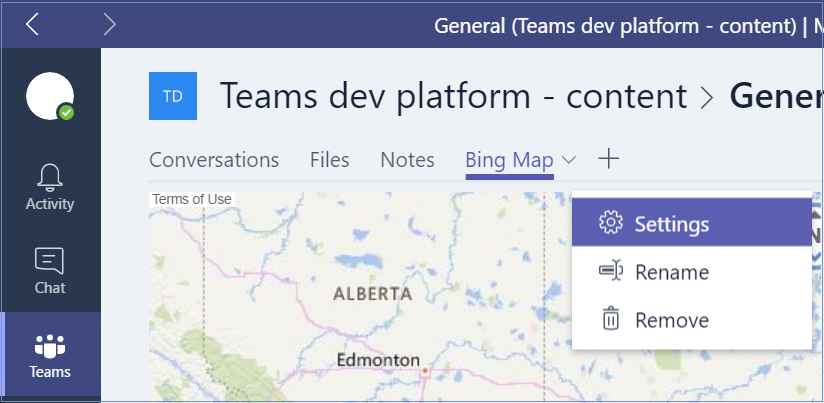 General (Teams dev platform - content) | M
TD
Teams dev platform - content > Gener
Conversations Files Notes Bing Map
Terms of Use
Activity
Chat
Teams
Settings
Rename
Remove
N
ALBERTA
Edmonton